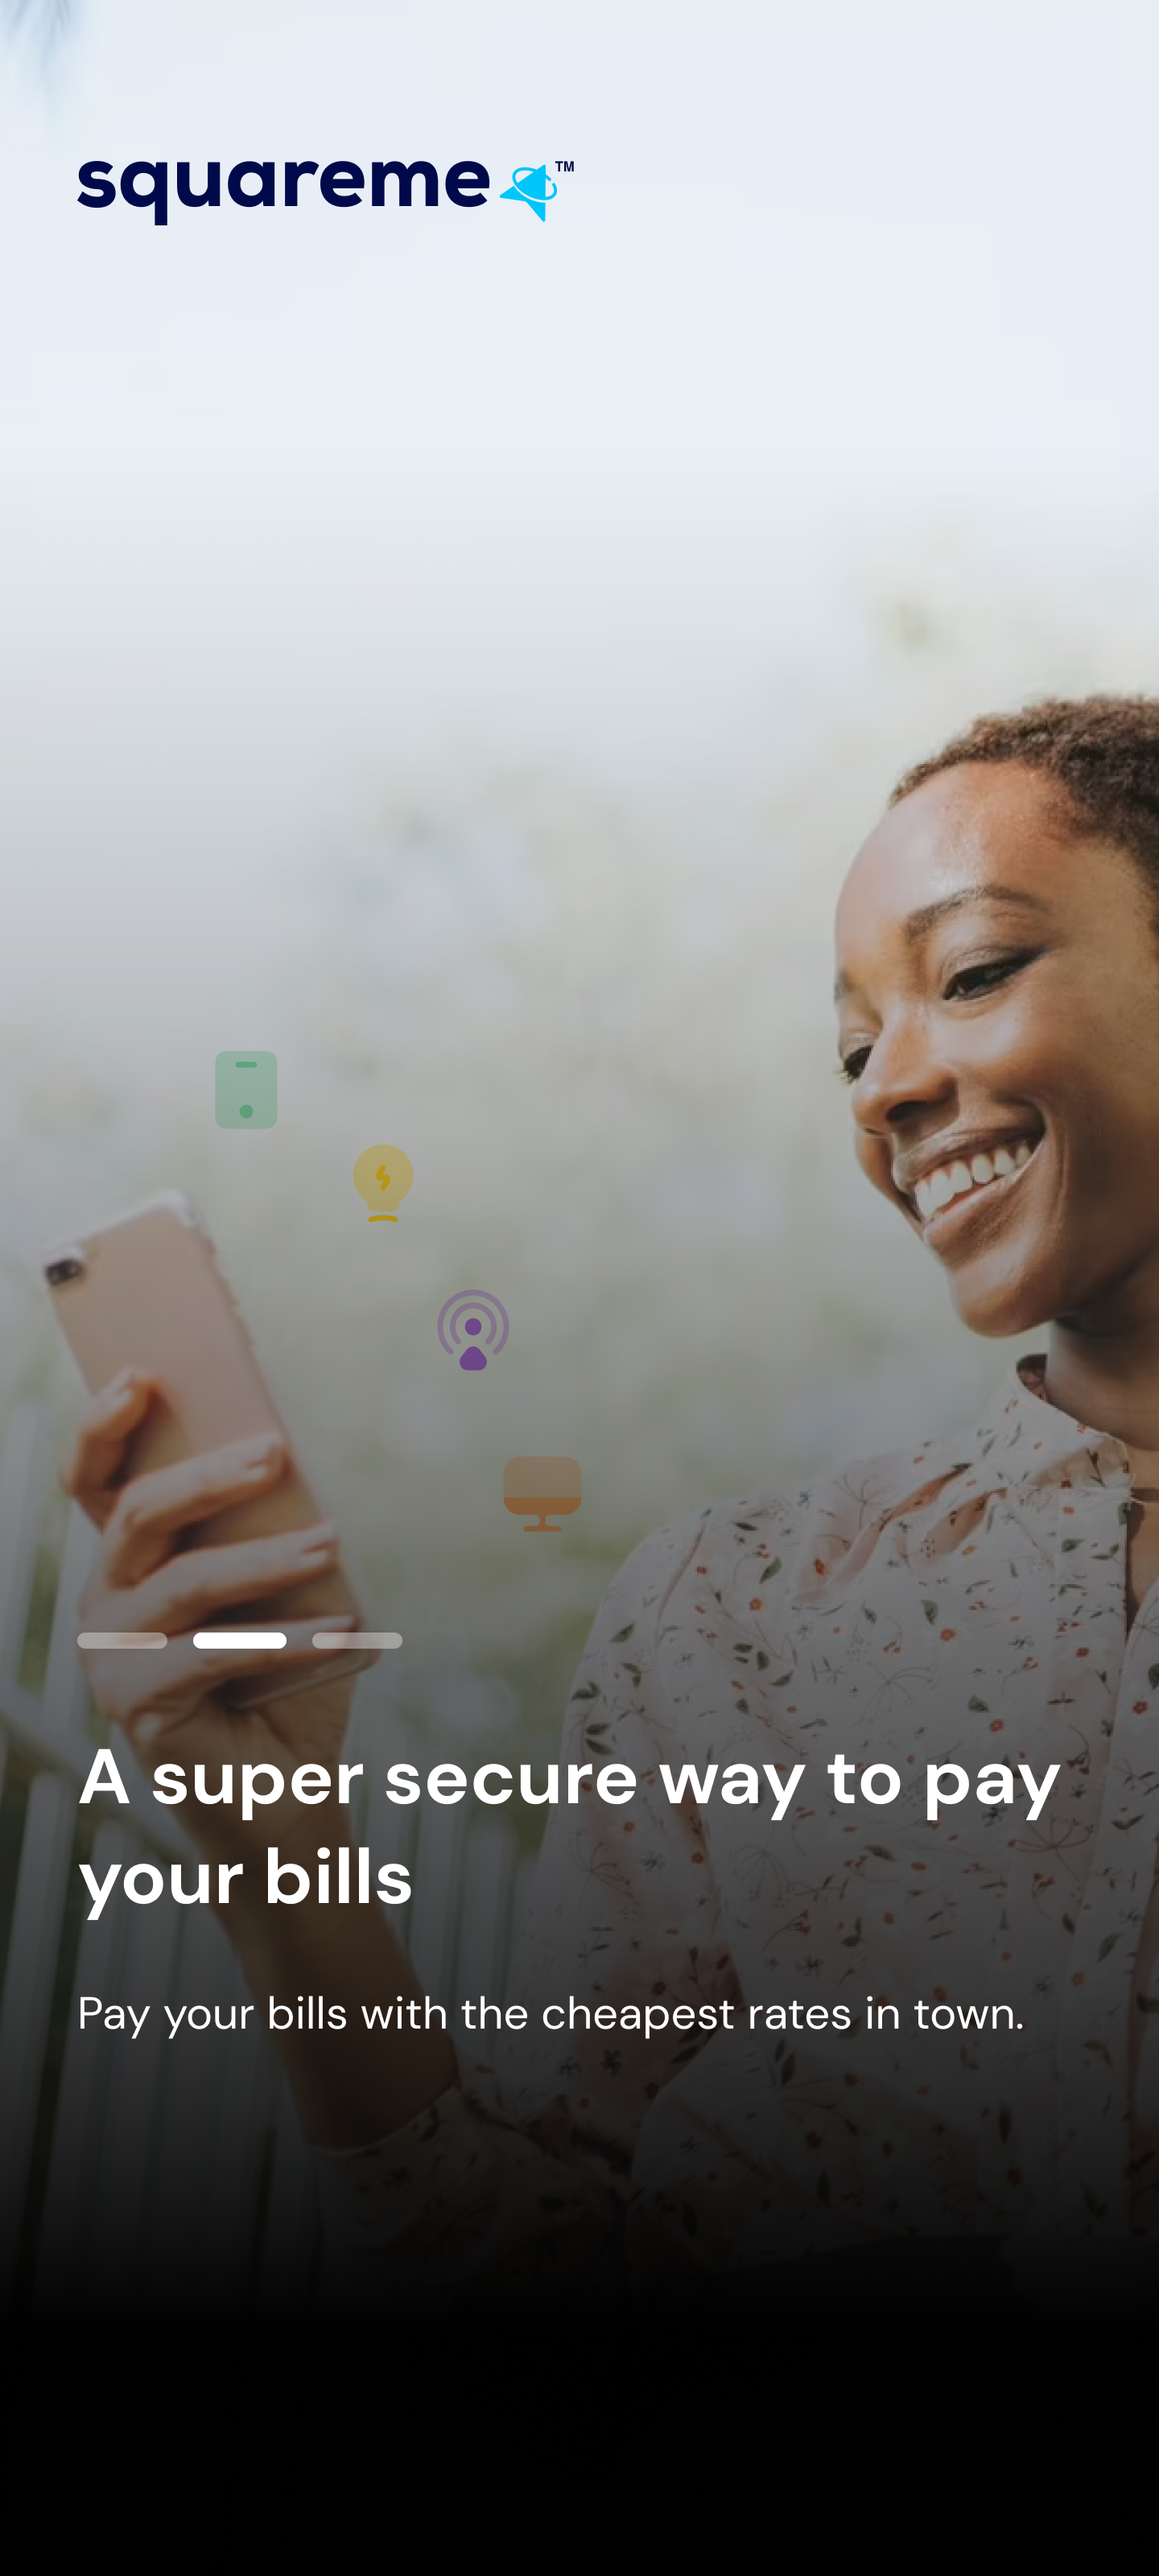 squareme™
A super secure way to pay
your bills
Pay your bills with the cheapest rates in town.